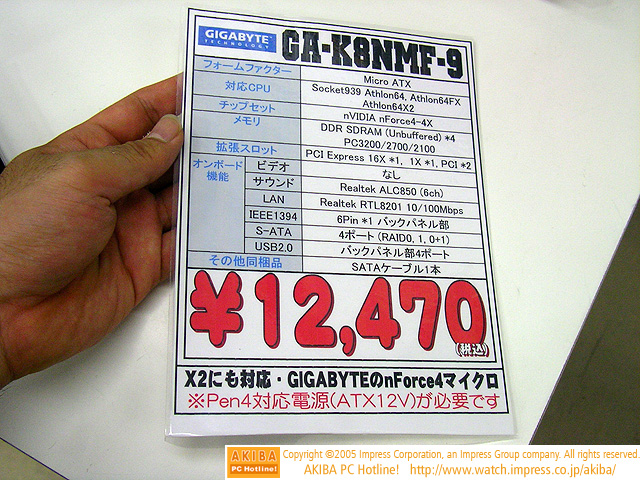 GIGABYTE
TECHNOLOGY
GA-K8NMF-9
フォームファクター Micro ATX
対応CPU Socket939 Athlon64, Athlon64FX
Athlon64X2
チップセット nVIDIA nForce4-4X
メモリ DDR SDRAM (Unbuffered) *4
PC3200/2700/2100
拡張スロット PCI Express 16X *1, 1X *1, PCI *2
オンボード機能 ビデオ なし
サウンド Realtek ALC850 (6ch)
LAN Realtek RTL8201 10/100Mbps
IEEE1394 6Pin *1 バックパネル部
S-ATA 4ポート (RAID0, 1, 0+1)
USB2.0 バックパネル部4ポート
その他同梱品 SATAケーブル1本
¥12,470
(税込)
X2にも対応・GIGABYTEのnForce4マイクロ
※Pen4対応電源(ATX12V)が必要です
AKIBA
PC Hotline!
Copyright ©2005 Impress Corporation, an Impress Group company. All rights reserved.
AKIBA PC Hotline! http://www.watch.impress.co.jp/akiba/